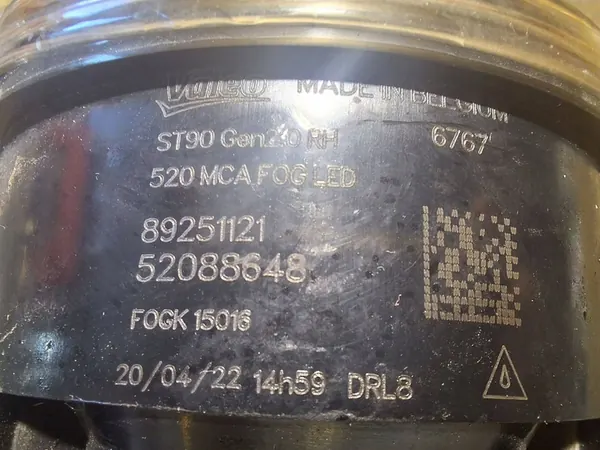 Valeo MADE IN BELGIUM
ST90 Gen2.0 RH 6767
520 MCA FOG LED
89251121
52088648
FOGK 15016
20/04/22 14h59 DRL8